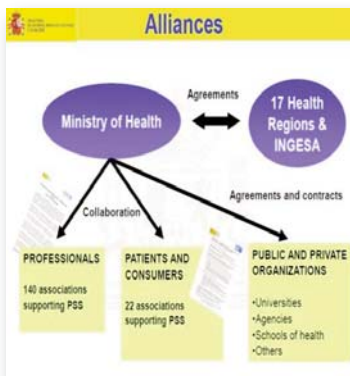 Alliances
Agreements
Ministry of Health
17 Health
Regions &
INGESA
Agreements and contracts
Collaboration
PROFESSIONALS
140 associations
supporting PSS
PATIENTS AND
CONSUMERS
22 associations
supporting PSS
PUBLIC AND PRIVATE
ORGANIZATIONS
•Universities
•Agencies
•Schools of health
•Others